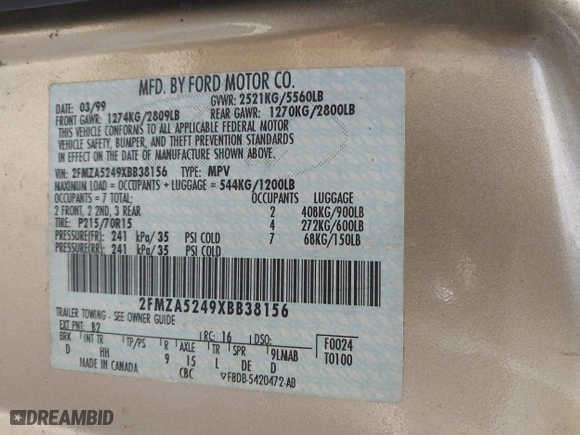 MFD. BY FORD MOTOR CO.
DATE: 03/99 GVWR: 2521KG/5560LB
FRONT GAWR: 1274KG/2809LB REAR GAWR: 1270KG/2800LB
THIS VEHICLE CONFORMS TO ALL APPLICABLE FEDERAL MOTOR
VEHICLE SAFETY, BUMPER, AND THEFT PREVENTION STANDARDS
IN EFFECT ON THE DATE OF MANUFACTURE SHOWN ABOVE.
VIN: 2FMZA5249XBB38156 TYPE: MPV
MAXIMUM LOAD = OCCUPANTS + LUGGAGE = 544KG/1200LB
OCCUPANTS = 7 TOTAL: OCCUPANTS LUGGAGE
2 FRONT, 2 2ND, 3 REAR 2 408KG/900LB
TIRE: P215/70R15 4 272KG/600LB
PRESSURE(FR) 241 kPa/35 PSI COLD 7 68KG/150LB
PRESSURE(RR) 241 kPa/35 PSI COLD
2FMZA5249XBB38156
TRAILER TOWING - SEE OWNER GUIDE
EXT PNT: B2 RC: 16 DSO: F0024
BRK INT TR TP/PS R AXLE TR SPR 9LMAB T0100
D HH 9 15 L DE D
MADE IN CANADA CBC F8DB-5420472-AB
DREAMBID